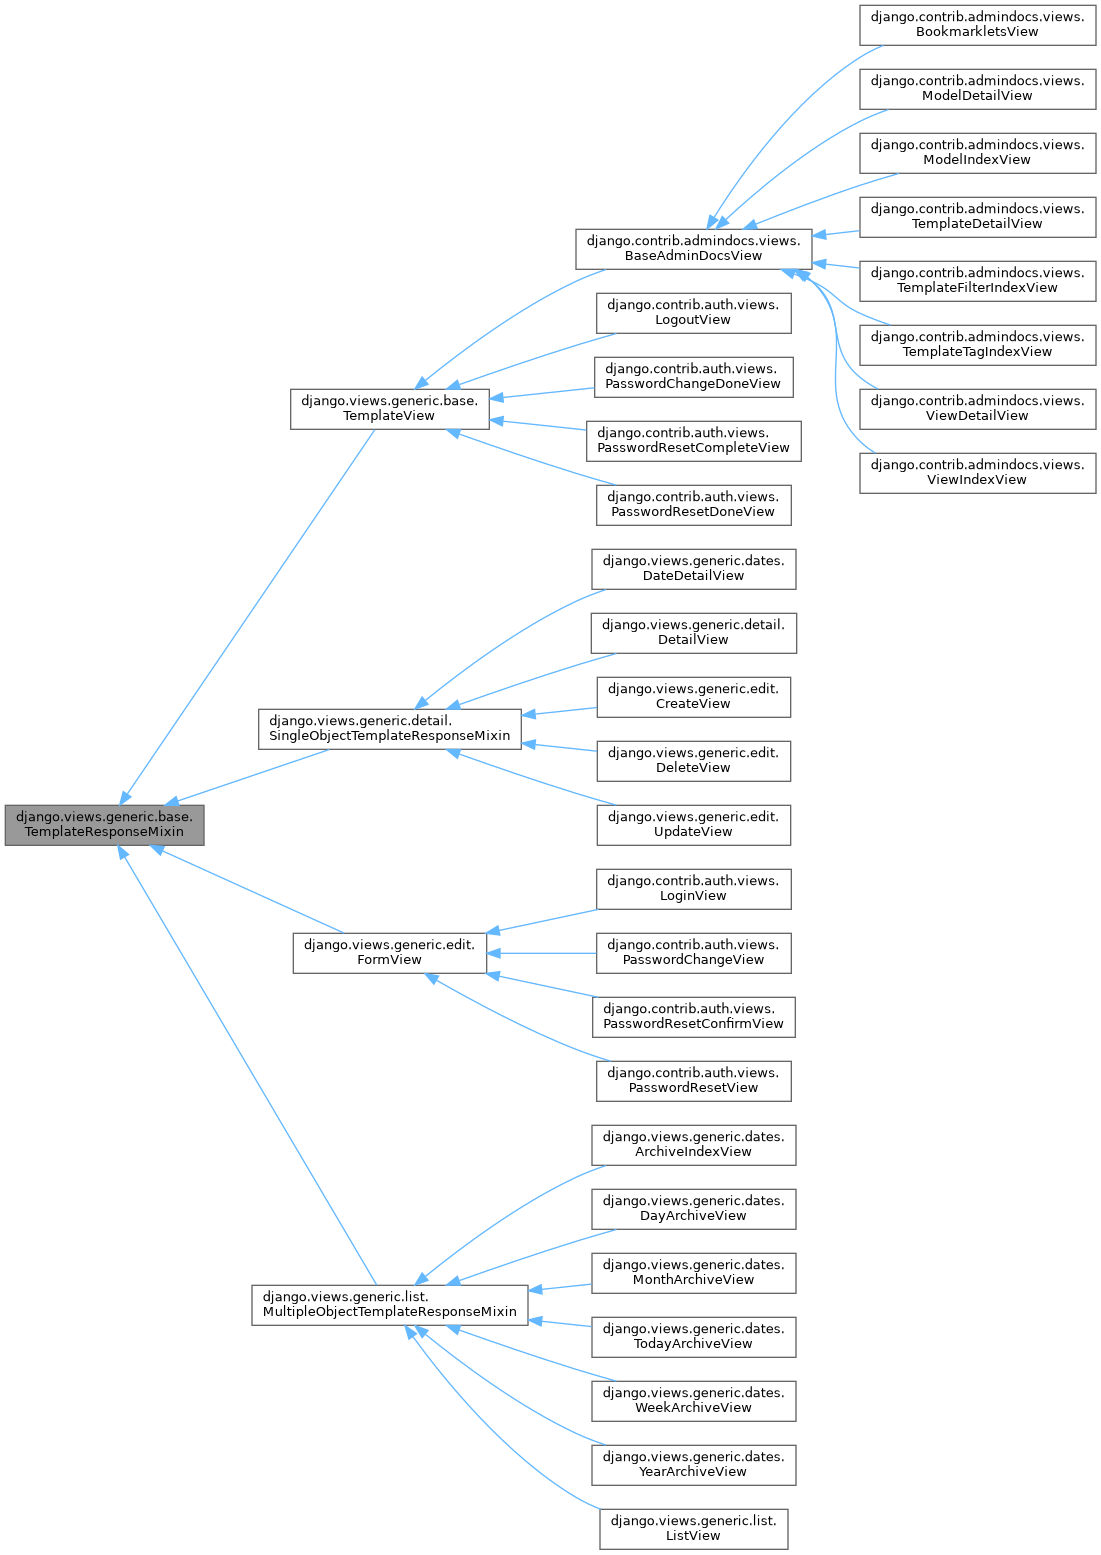 django.contrib.admindocs.views.
BookmarkletsView
django.contrib.admindocs.views.
ModelDetailView
django.contrib.admindocs.views.
ModelIndexView
django.contrib.admindocs.views.
TemplateDetailView
django.contrib.admindocs.views.
BaseAdminDocsView
django.contrib.admindocs.views.
TemplateFilterIndexView
django.contrib.auth.views.
LogoutView
django.contrib.admindocs.views.
TemplateTagIndexView
django.contrib.auth.views.
PasswordChangeDoneView
django.views.generic.base.
TemplateView
django.contrib.admindocs.views.
ViewDetailView
django.contrib.auth.views.
PasswordResetCompleteView
django.contrib.admindocs.views.
ViewIndexView
django.contrib.auth.views.
PasswordResetDoneView
django.views.generic.dates.
DateDetailView
django.views.generic.detail.
DetailView
django.views.generic.edit.
CreateView
django.views.generic.detail.
SingleObjectTemplateResponseMixin
django.views.generic.edit.
DeleteView
django.views.generic.edit.
UpdateView
django.views.generic.base.
TemplateResponseMixin
django.contrib.auth.views.
LoginView
django.views.generic.edit.
FormView
django.contrib.auth.views.
PasswordChangeView
django.contrib.auth.views.
PasswordResetConfirmView
django.contrib.auth.views.
PasswordResetView
django.views.generic.dates.
ArchiveIndexView
django.views.generic.dates.
DayArchiveView
django.views.generic.dates.
MonthArchiveView
django.views.generic.list.
MultipleObjectTemplateResponseMixin
django.views.generic.dates.
TodayArchiveView
django.views.generic.dates.
WeekArchiveView
django.views.generic.dates.
YearArchiveView
django.views.generic.list.
ListView